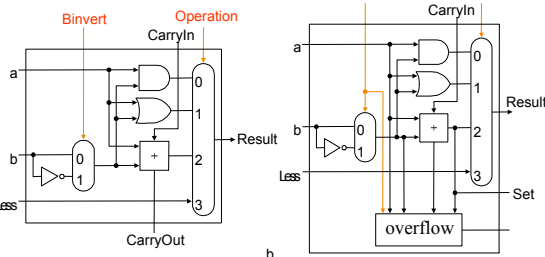 Binvert
Operation
CarryIn
a
0
1
Result
b
0
1
+
2
ess
3
CarryOut
CarryIn
a
0
1
Result
b
0
1
+
2
Less
3
Set
overflow
b